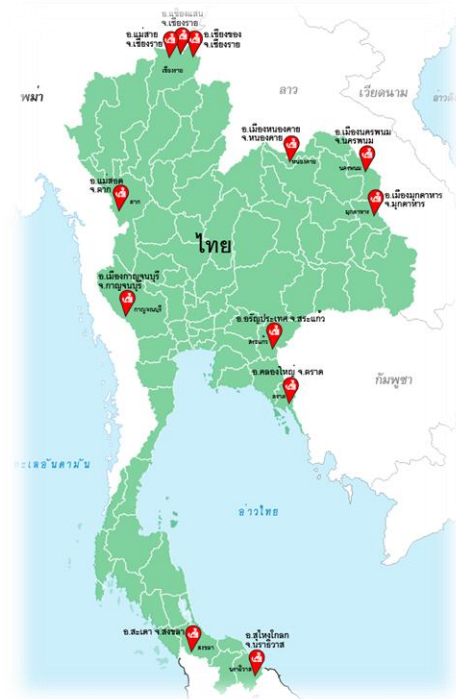 อ.เชียงแสน
จ.เชียงราย
อ.แม่สาย
จ.เชียงราย
อ.เชียงของ
จ.เชียงราย
เชียงราย
พม่า
ลาว
เวียดนาม
อ.เมืองหนองคาย
จ.หนองคาย
หนองคาย
อ.เมืองนครพนม
จ.นครพนม
นครพนม
อ.แม่สอด
จ.ตาก
ตาก
อ.เมืองมุกดาหาร
จ.มุกดาหาร
มุกดาหาร
ไทย
อ.เมืองกาญจนบุรี
จ.กาญจนบุรี
กาญจนบุรี
อ.อรัญประเทศ จ.สระแก้ว
สระแก้ว
อ.คลองใหญ่ จ.ตราด
ตราด
กัมพูชา
ทะเลอันดามัน
อ่าวไทย
อ.สะเดา จ.สงขลา
สงขลา
อ.สุไหงโกลก
จ.นราธิวาส
นราธิวาส